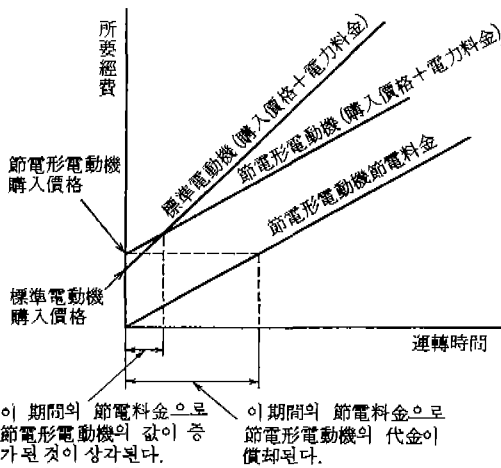 所要經費
標準電動機(購入價格+電力料金)
節電形電動機(購入價格+電力料金)
節電形電動機節電料金
節電形電動機
購入價格
標準電動機
購入價格
運轉時間
이 期間의 節電料金으로
節電形電動機의 값이 증
가된 것이 상각된다.
이 期間의 節電料金으로
節電形電動機의 代金이
償却된다.